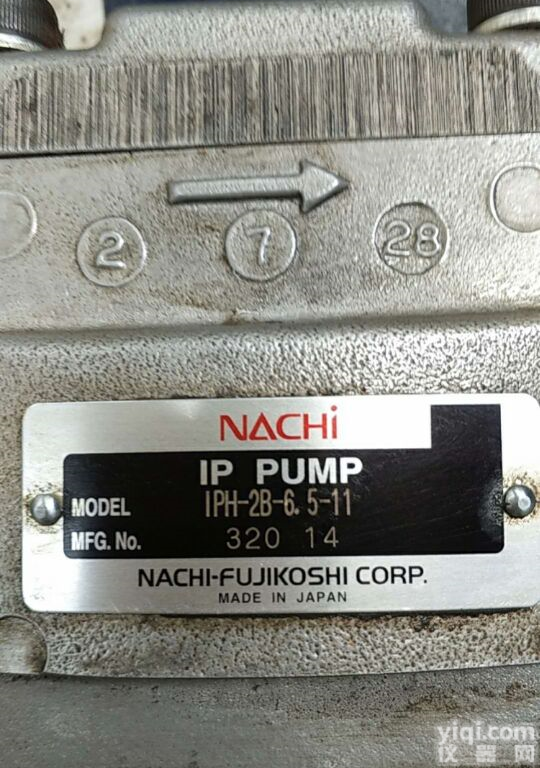 2 7 28
NACHi
IP PUMP
MODEL IPH-2B-6.5-11
MFG. No. 320 14
NACHI-FUJIKOSHI CORP.
MADE IN JAPAN
yiqi.com
仪器网